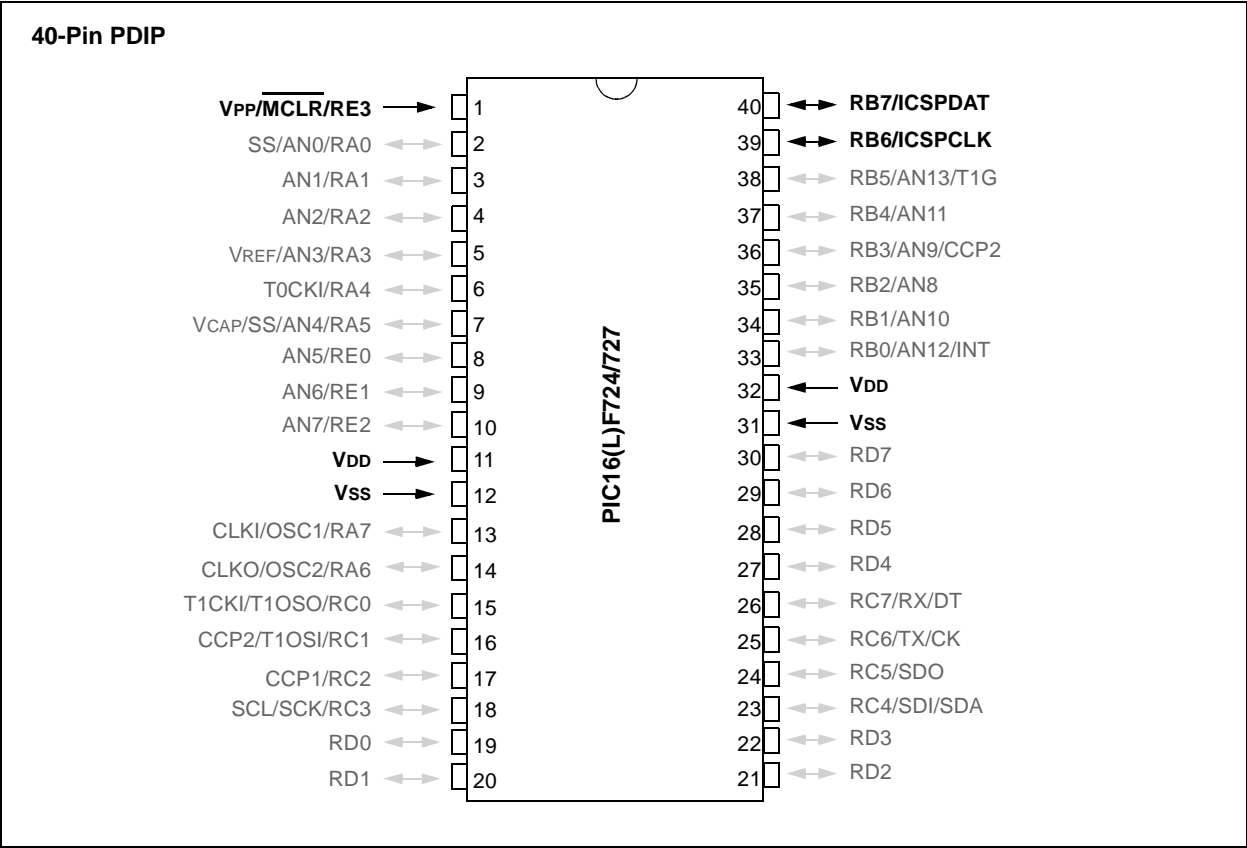 40-Pin PDIP
VPP/MCLR/RE3 1
SS/AN0/RA0 2
AN1/RA1 3
AN2/RA2 4
VREF/AN3/RA3 5
T0CKI/RA4 6
VCAP/SS/AN4/RA5 7
AN5/RE0 8
AN6/RE1 9
AN7/RE2 10
VDD 11
VSS 12
CLKI/OSC1/RA7 13
CLKO/OSC2/RA6 14
T1CKI/T1OSO/RC0 15
CCP2/T1OSI/RC1 16
CCP1/RC2 17
SCL/SCK/RC3 18
RD0 19
RD1 20
PIC16(L)F724/727
40 RB7/ICSPDAT
39 RB6/ICSPCLK
38 RB5/AN13/T1G
37 RB4/AN11
36 RB3/AN9/CCP2
35 RB2/AN8
34 RB1/AN10
33 RB0/AN12/INT
32 VDD
31 VSS
30 RD7
29 RD6
28 RD5
27 RD4
26 RC7/RX/DT
25 RC6/TX/CK
24 RC5/SDO
23 RC4/SDI/SDA
22 RD3
21 RD2